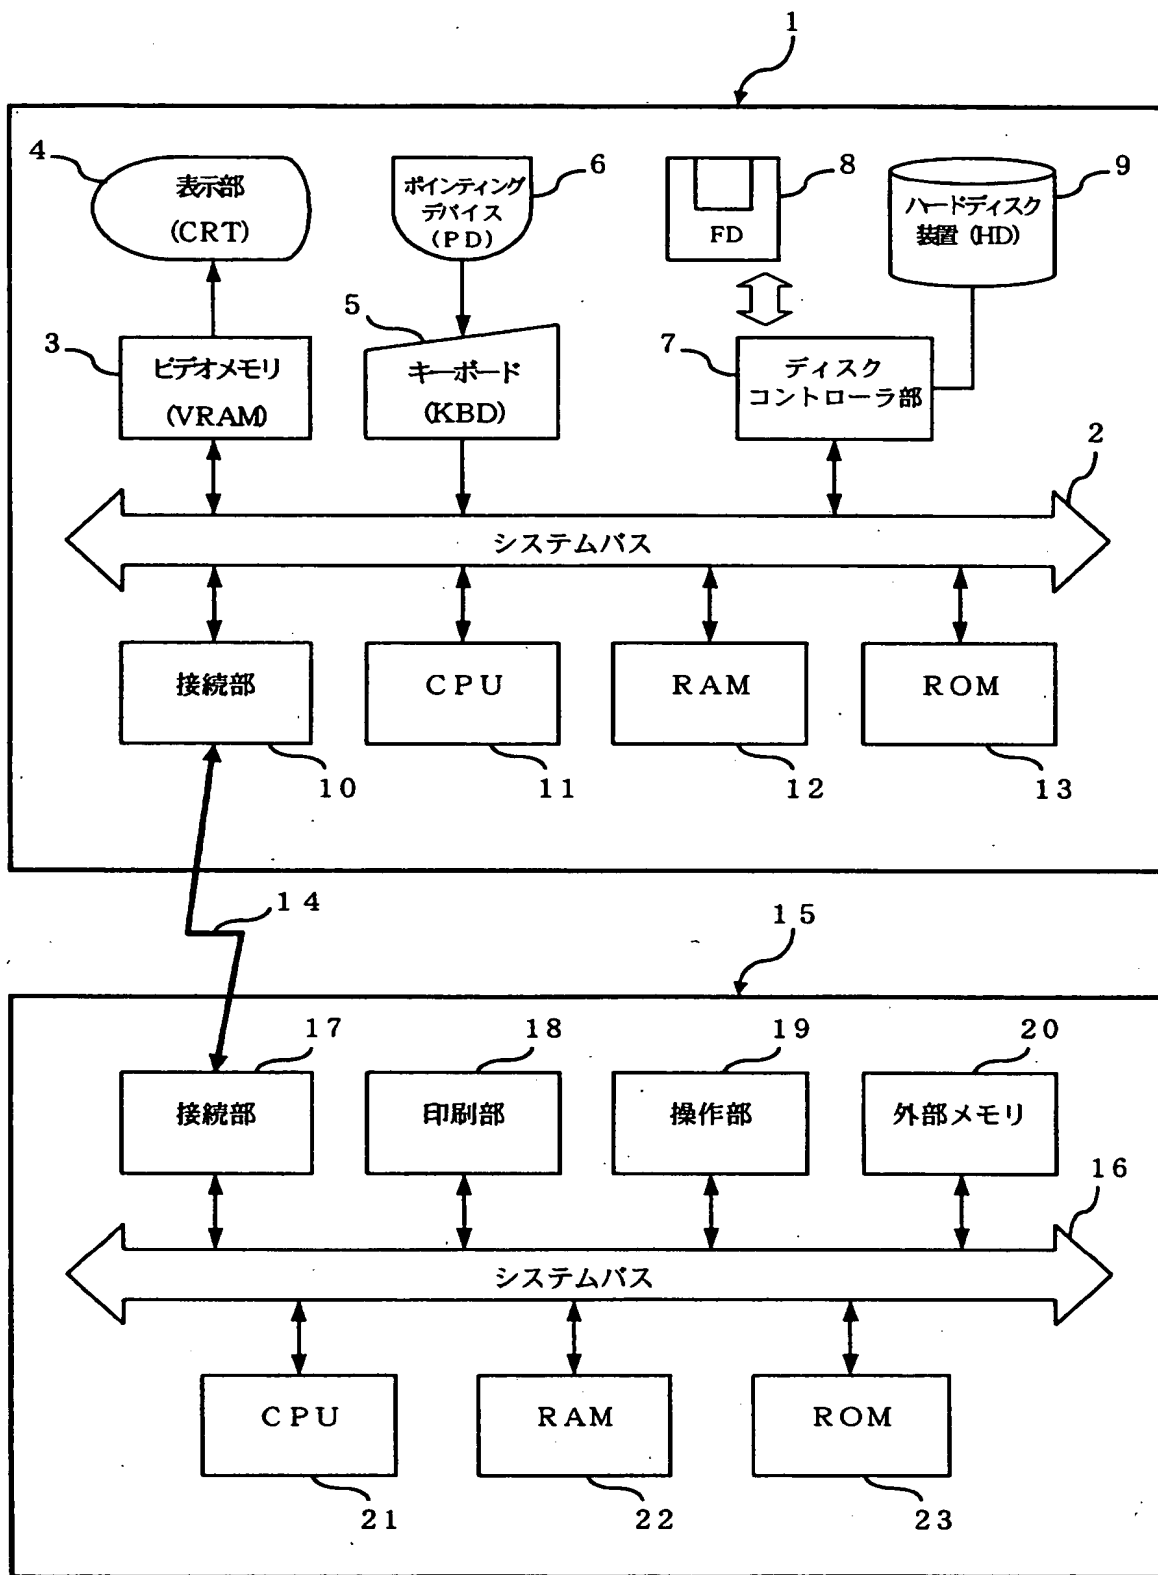 1
4
表示部
(CRT)
ポインティング
デバイス
(PD)
6
FD
8
ハードディスク
装置(HD)
9
3
ビデオメモリ
(VRAM)
5
キーボード
(KBD)
7
ディスク
コントローラ部
2
システムバス
接続部
10
CPU
11
RAM
12
ROM
13
14
15
17
接続部
18
印刷部
19
操作部
20
外部メモリ
16
システムバス
CPU
21
RAM
22
ROM
23